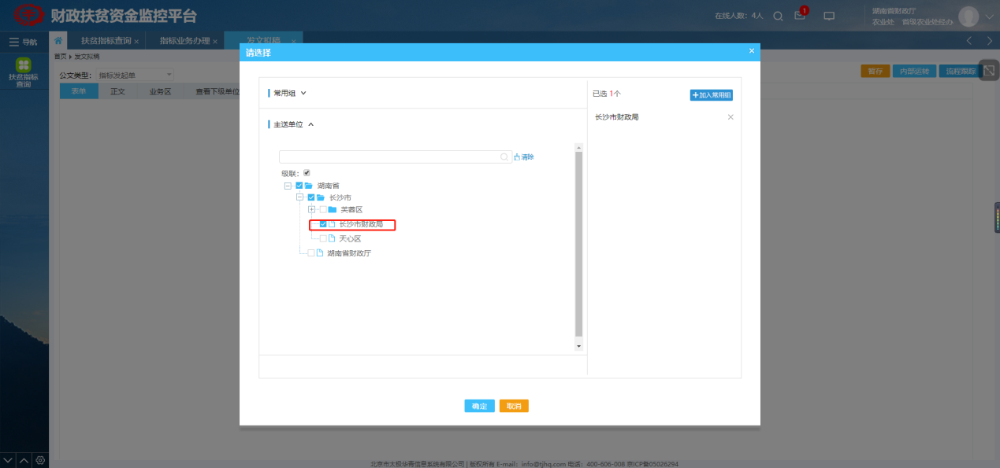 财政扶贫资金监控平台
在线人数：4人
1
湖南省财政厅
农业处 省级农业处经办
导航
扶贫指标查询 ×
指标业务办理 ×
发文拟稿 ×
首页 发文拟稿
扶贫指标
查询
公文类型： 指标发起单
暂存
内部运转
流程跟踪
表单
正文
业务区
查看下级单位
请选择
×
常用组
主送单位
清除
级联：
湖南省
长沙市
芙蓉区
长沙市财政局
天心区
湖南省财政厅
已选 1个
+加入常用组
长沙市财政局
×
确定
取消
北京市太极华青信息系统有限公司 | 版权所有 E-mail：info@tjhq.com 电话：400-606-008 京ICP备05026294